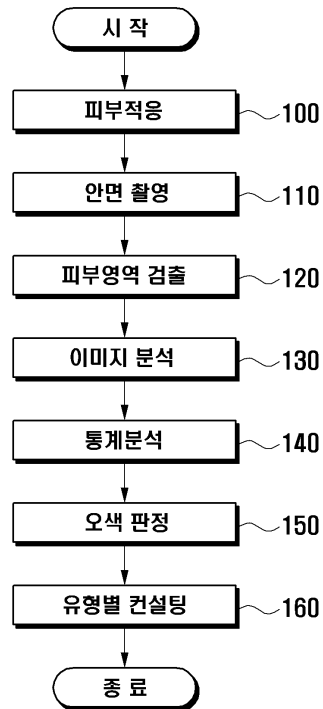 시 작
피부적응 100
안면 촬영 110
피부영역 검출 120
이미지 분석 130
통계분석 140
오색 판정 150
유형별 컨설팅 160
종 료